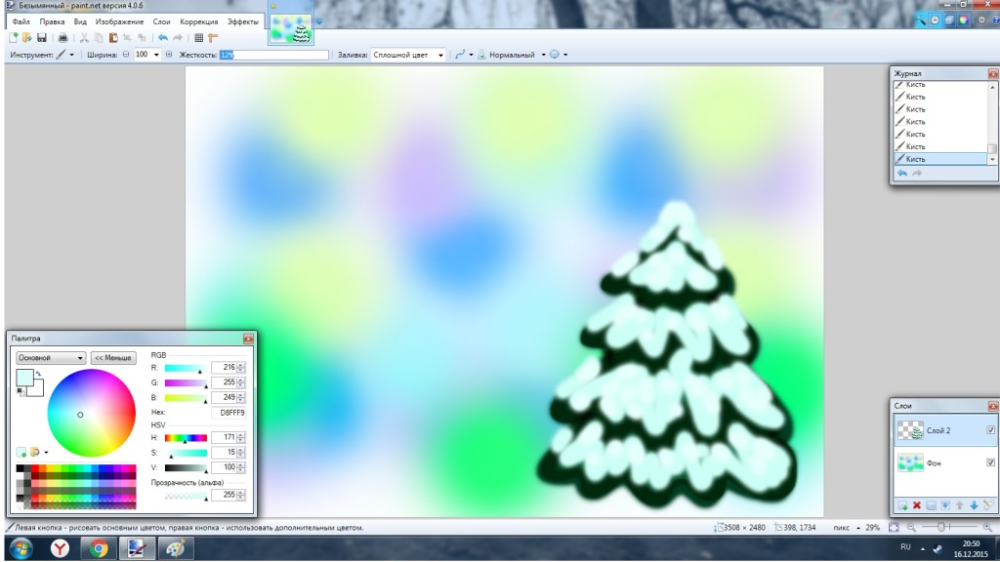 Безымянный - paint.net версия 4.0.6
Файл Правка Вид Изображение Слои Коррекция Эффекты
Инструмент: Ширина: 100 Жесткость: 12% Заливка: Сплошной цвет Нормальный
Журнал
Кисть
Кисть
Кисть
Кисть
Кисть
Кисть
Кисть
Палитра
Основной << Меньше
RGB
R: 216
G: 255
B: 249
Hex: D8FFF9
HSV
H: 171
S: 15
V: 100
Прозрачность (альфа)
255
Слои
Слой 2
Фон
Левая кнопка - рисовать основным цветом, правая кнопка - использовать дополнительным цветом.
3508 × 2480 398, 1734 пикс 29%
RU 20:50
16.12.2015